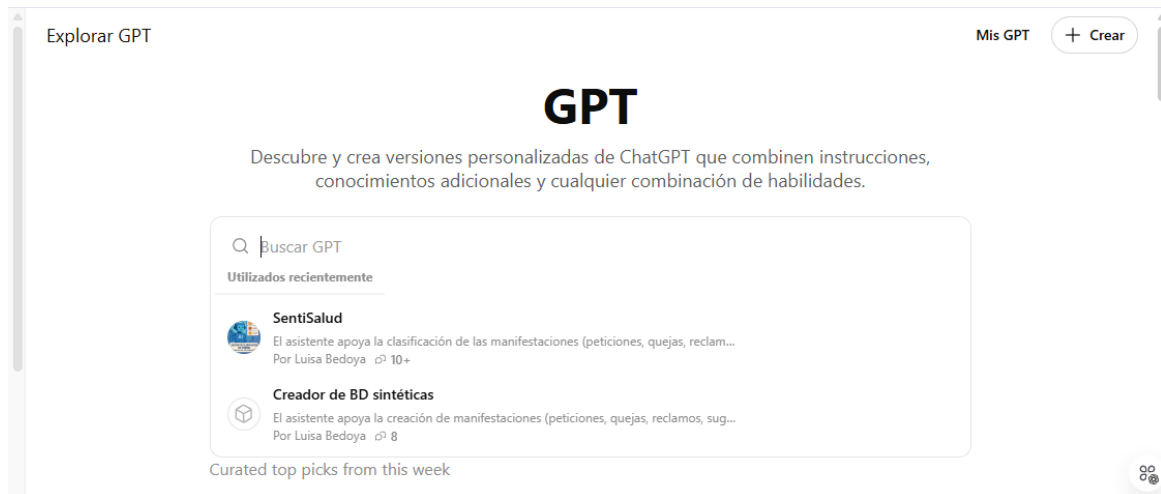 Explorar GPT
Mis GPT
+ Crear
GPT
Descubre y crea versiones personalizadas de ChatGPT que combinen instrucciones,
conocimientos adicionales y cualquier combinación de habilidades.
Buscar GPT
Utilizados recientemente
SentiSalud
El asistente apoya la clasificación de las manifestaciones (peticiones, quejas, reclam...
Por Luisa Bedoya 10+
Creador de BD sintéticas
El asistente apoya la creación de manifestaciones (peticiones, quejas, reclamos, sug...
Por Luisa Bedoya 8
Curated top picks from this week